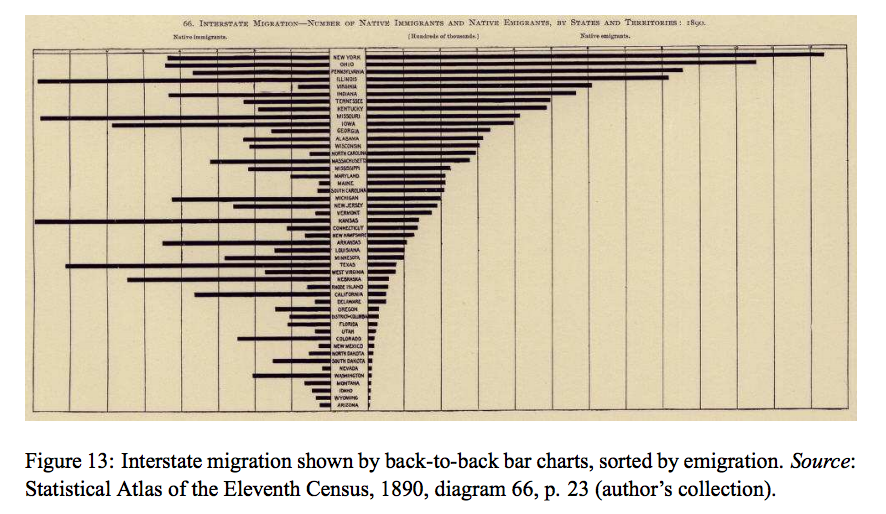 66. Interstate Migration—Number of Native Immigrants and Native Emigrants, by States and Territories: 1890.
Native immigrants.
[Hundreds of thousands.]
Native emigrants.
NEW YORK
OHIO
PENNSYLVANIA
ILLINOIS
VIRGINIA
INDIANA
TENNESSEE
KENTUCKY
MISSOURI
IOWA
GEORGIA
ALABAMA
WISCONSIN
NORTH CAROLINA
MASSACHUSETTS
MISSISSIPPI
MARYLAND
MAINE
SOUTH CAROLINA
MICHIGAN
NEW JERSEY
VERMONT
KANSAS
CONNECTICUT
NEW HAMPSHIRE
ARKANSAS
LOUISIANA
MINNESOTA
TEXAS
WEST VIRGINIA
NEBRASKA
RHODE ISLAND
CALIFORNIA
DELAWARE
OREGON
DISTRICT-COLUMBIA
FLORIDA
UTAH
COLORADO
NEW MEXICO
NORTH DAKOTA
SOUTH DAKOTA
NEVADA
WASHINGTON
MONTANA
IDAHO
WYOMING
ARIZONA
Figure 13: Interstate migration shown by back-to-back bar charts, sorted by emigration. Source:
Statistical Atlas of the Eleventh Census, 1890, diagram 66, p. 23 (author's collection).